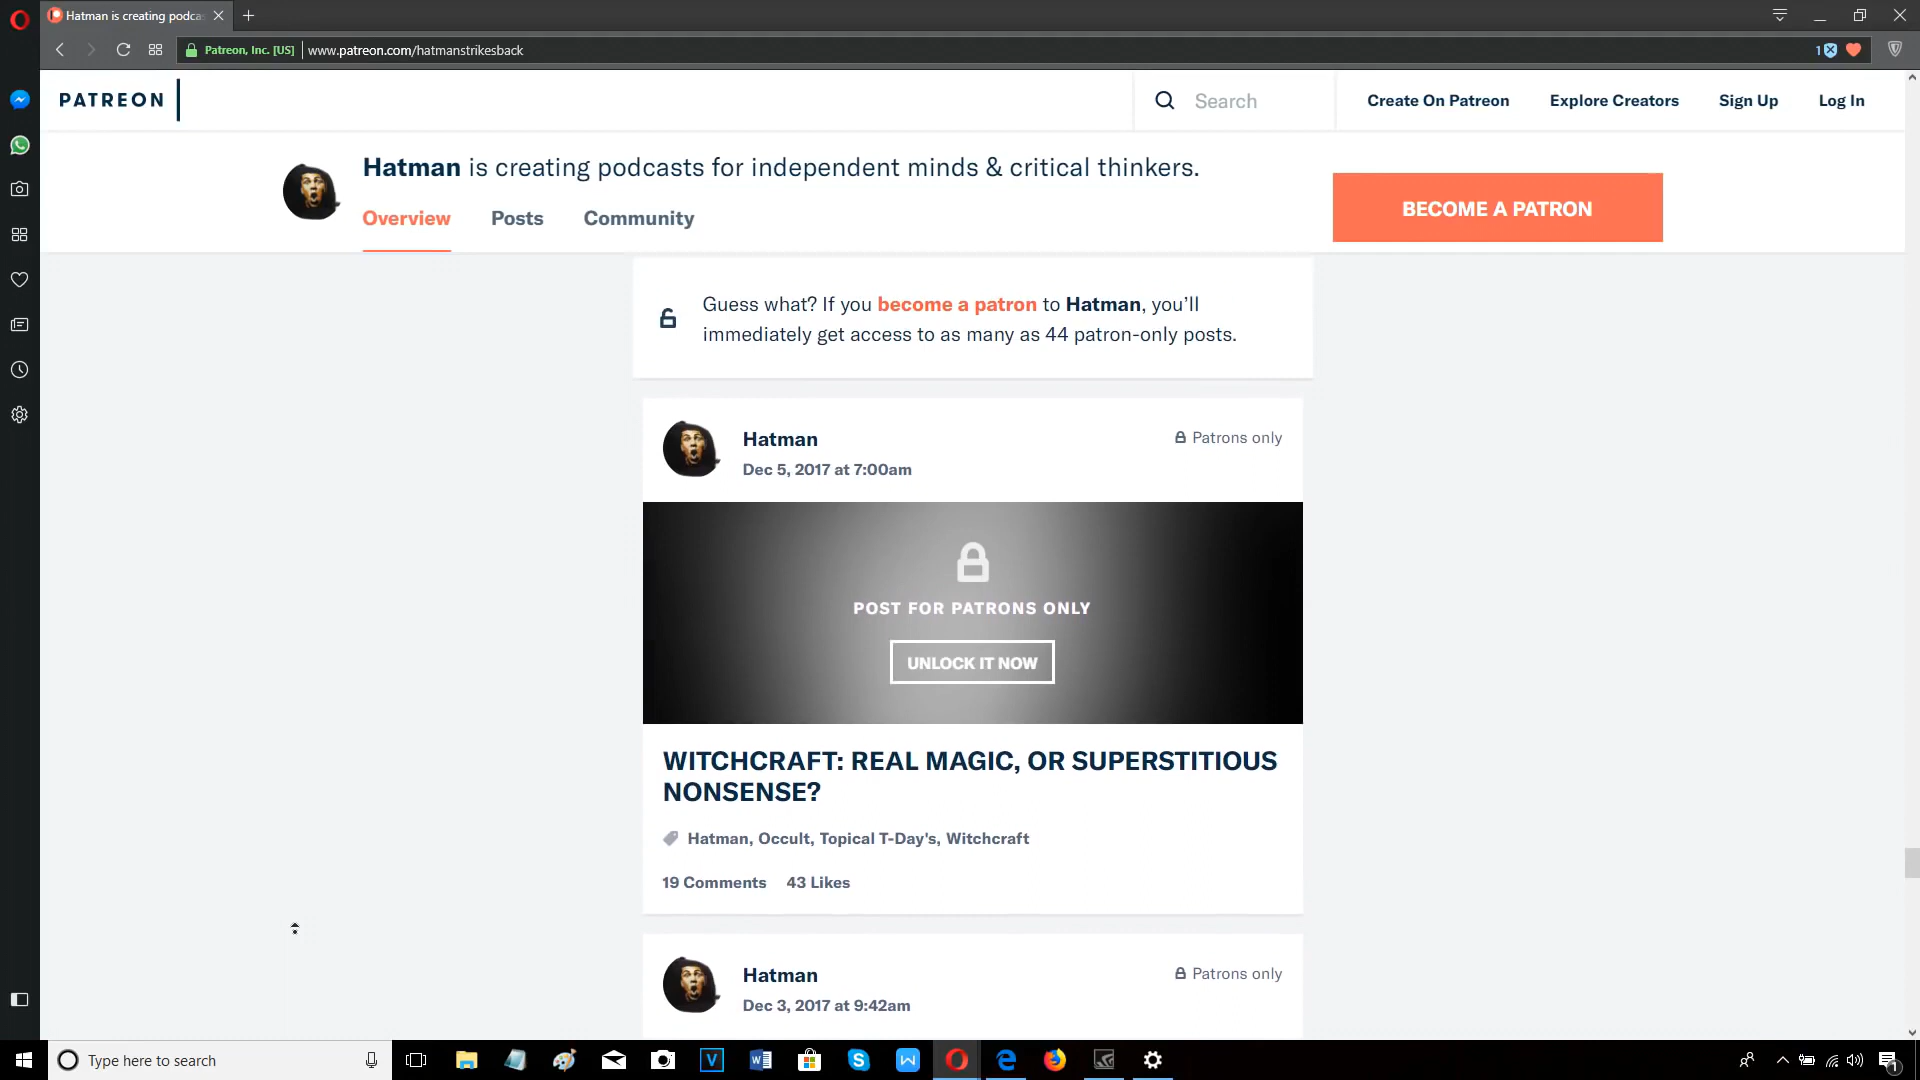 Hatman is creating podca
Patreon, Inc. [US]
www.patreon.com/hatmanstrikesback
1
PATREON
Search
Create On Patreon
Explore Creators
Sign Up
Log In
Hatman is creating podcasts for independent minds & critical thinkers.
Overview
Posts
Community
BECOME A PATRON
Guess what? If you become a patron to Hatman, you'll
immediately get access to as many as 44 patron-only posts.
Hatman
Patrons only
Dec 5, 2017 at 7:00am
POST FOR PATRONS ONLY
UNLOCK IT NOW
WITCHCRAFT: REAL MAGIC, OR SUPERSTITIOUS
NONSENSE?
Hatman, Occult, Topical T-Day's, Witchcraft
19 Comments 43 Likes
Hatman
Patrons only
Dec 3, 2017 at 9:42am
Type here to search
1